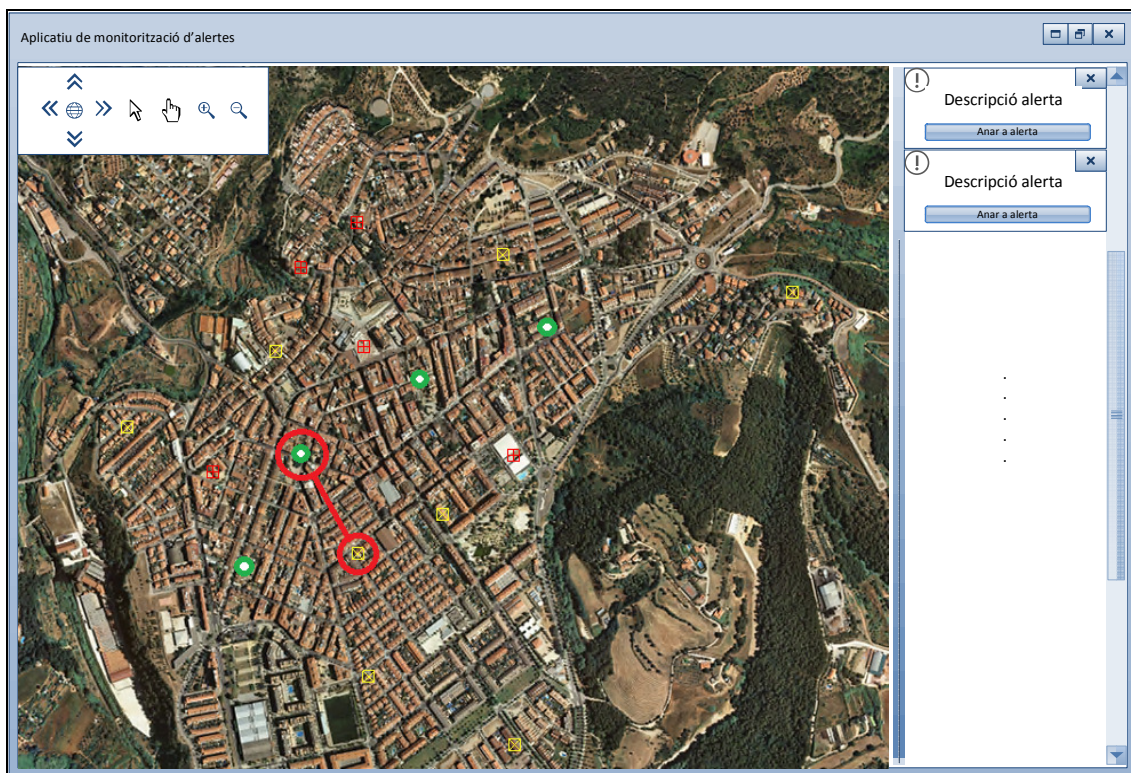 Aplicatiu de monitorització d'alertes
Descripció alerta
Anar a alerta
Descripció alerta
Anar a alerta